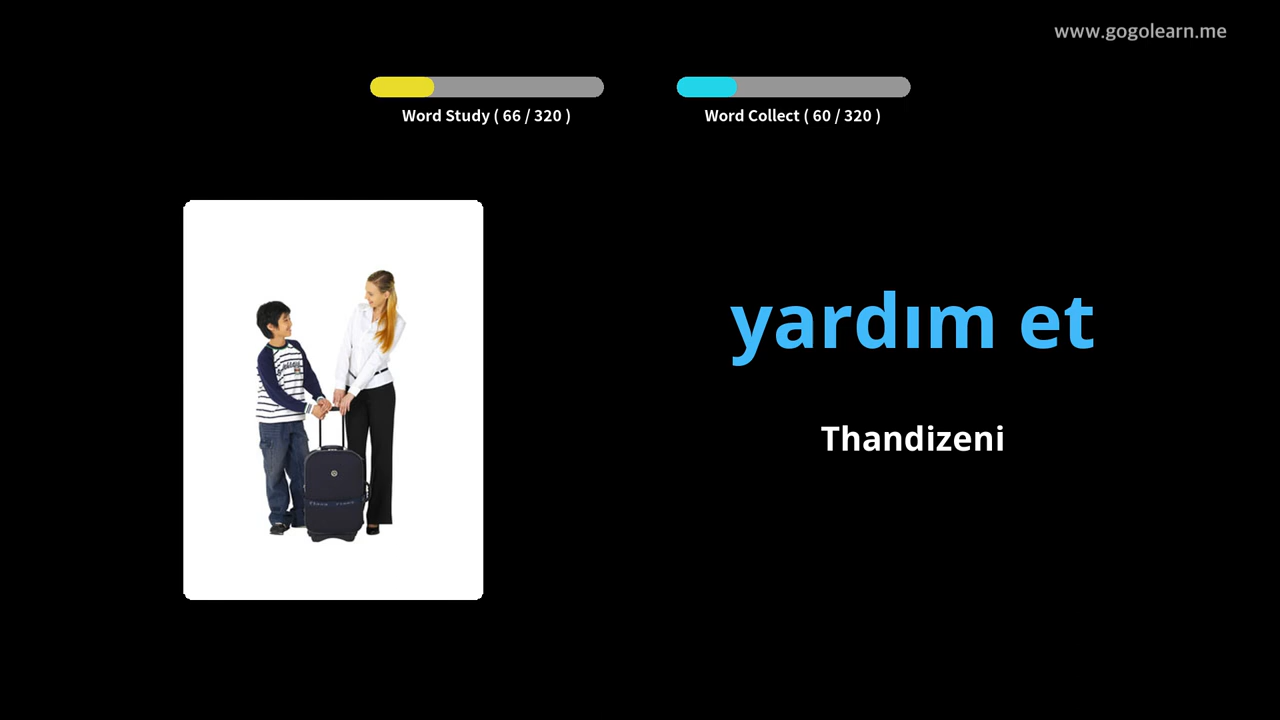 www.gogolearn.me
Word Study ( 66 / 320 )
Word Collect ( 60 / 320 )
yardım et
Thandizeni